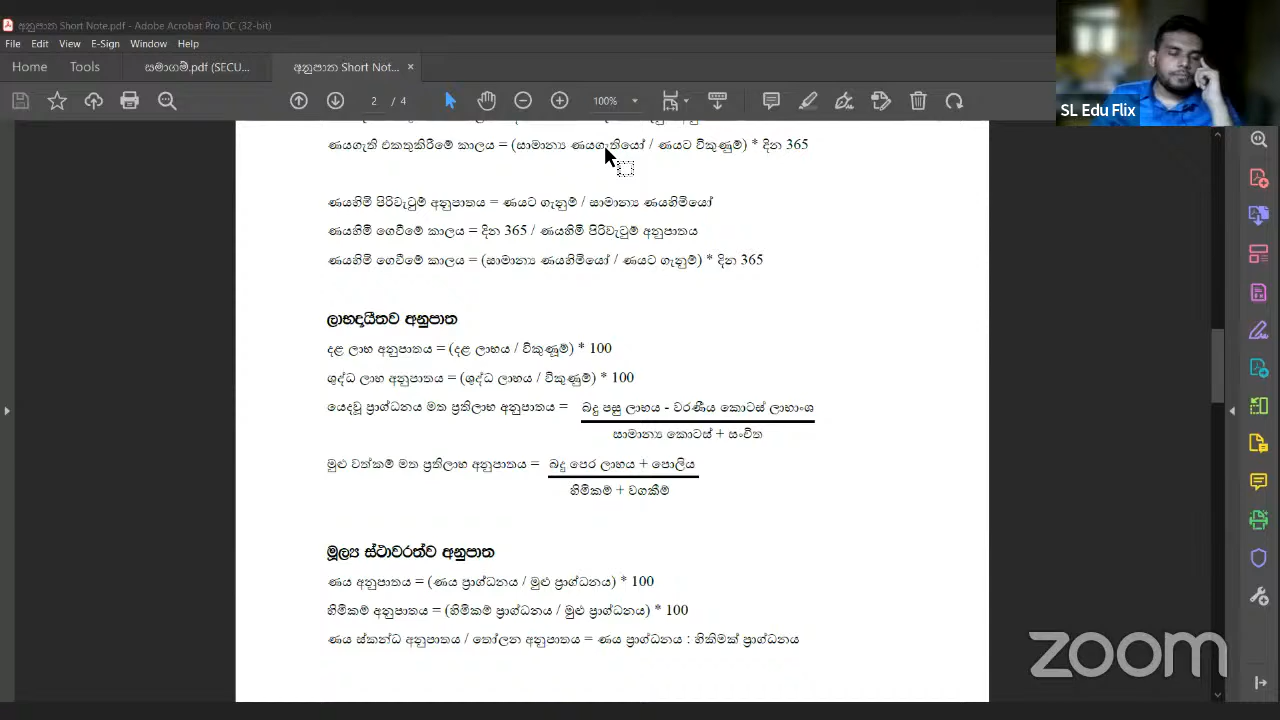 අනුපාත Short Note.pdf - Adobe Acrobat Pro DC (32-bit)
File Edit View E-Sign Window Help
Home Tools සමාගම්.pdf (SECU... අනුපාත Short Not... ×
2 / 4 100%
SL Edu Flix
ණයගැති එකතුකිරීමේ කාලය = (සාමාන්‍ය ණයගැතියෝ / ණයට විකුණුම්) * දින 365
ණයහිමි පිරිවැටුම් අනුපාතය = ණයට ගැනුම් / සාමාන්‍ය ණයහිමියෝ
ණයහිමි ගෙවීමේ කාලය = දින 365 / ණයහිමි පිරිවැටුම් අනුපාතය
ණයහිමි ගෙවීමේ කාලය = (සාමාන්‍ය ණයහිමියෝ / ණයට ගැනුම්) * දින 365
ලාභදායීතව අනුපාත
දළ ලාභ අනුපාතය = (දළ ලාභය / විකුණුම්) * 100
ශුද්ධ ලාභ අනුපාතය = (ශුද්ධ ලාභය / විකුණුම්) * 100
යෙදවූ ප්‍රාග්ධනය මත ප්‍රතිලාභ අනුපාතය = බදු පසු ලාභය - වරණීය කොටස් ලාභාංශ
සාමාන්‍ය කොටස් + සංචිත
මුළු වත්කම් මත ප්‍රතිලාභ අනුපාතය = බදු පෙර ලාභය + පොලිය
හිමිකම් + වගකීම්
මූල්‍ය ස්ථාවරත්ව අනුපාත
ණය අනුපාතය = (ණය ප්‍රාග්ධනය / මුළු ප්‍රාග්ධනය) * 100
හිමිකම් අනුපාතය = (හිමිකම් ප්‍රාග්ධනය / මුළු ප්‍රාග්ධනය) * 100
ණය ස්කන්ධ අනුපාතය / තෝලන අනුපාතය = ණය ප්‍රාග්ධනය : හිකිමක් ප්‍රාග්ධනය
zoom